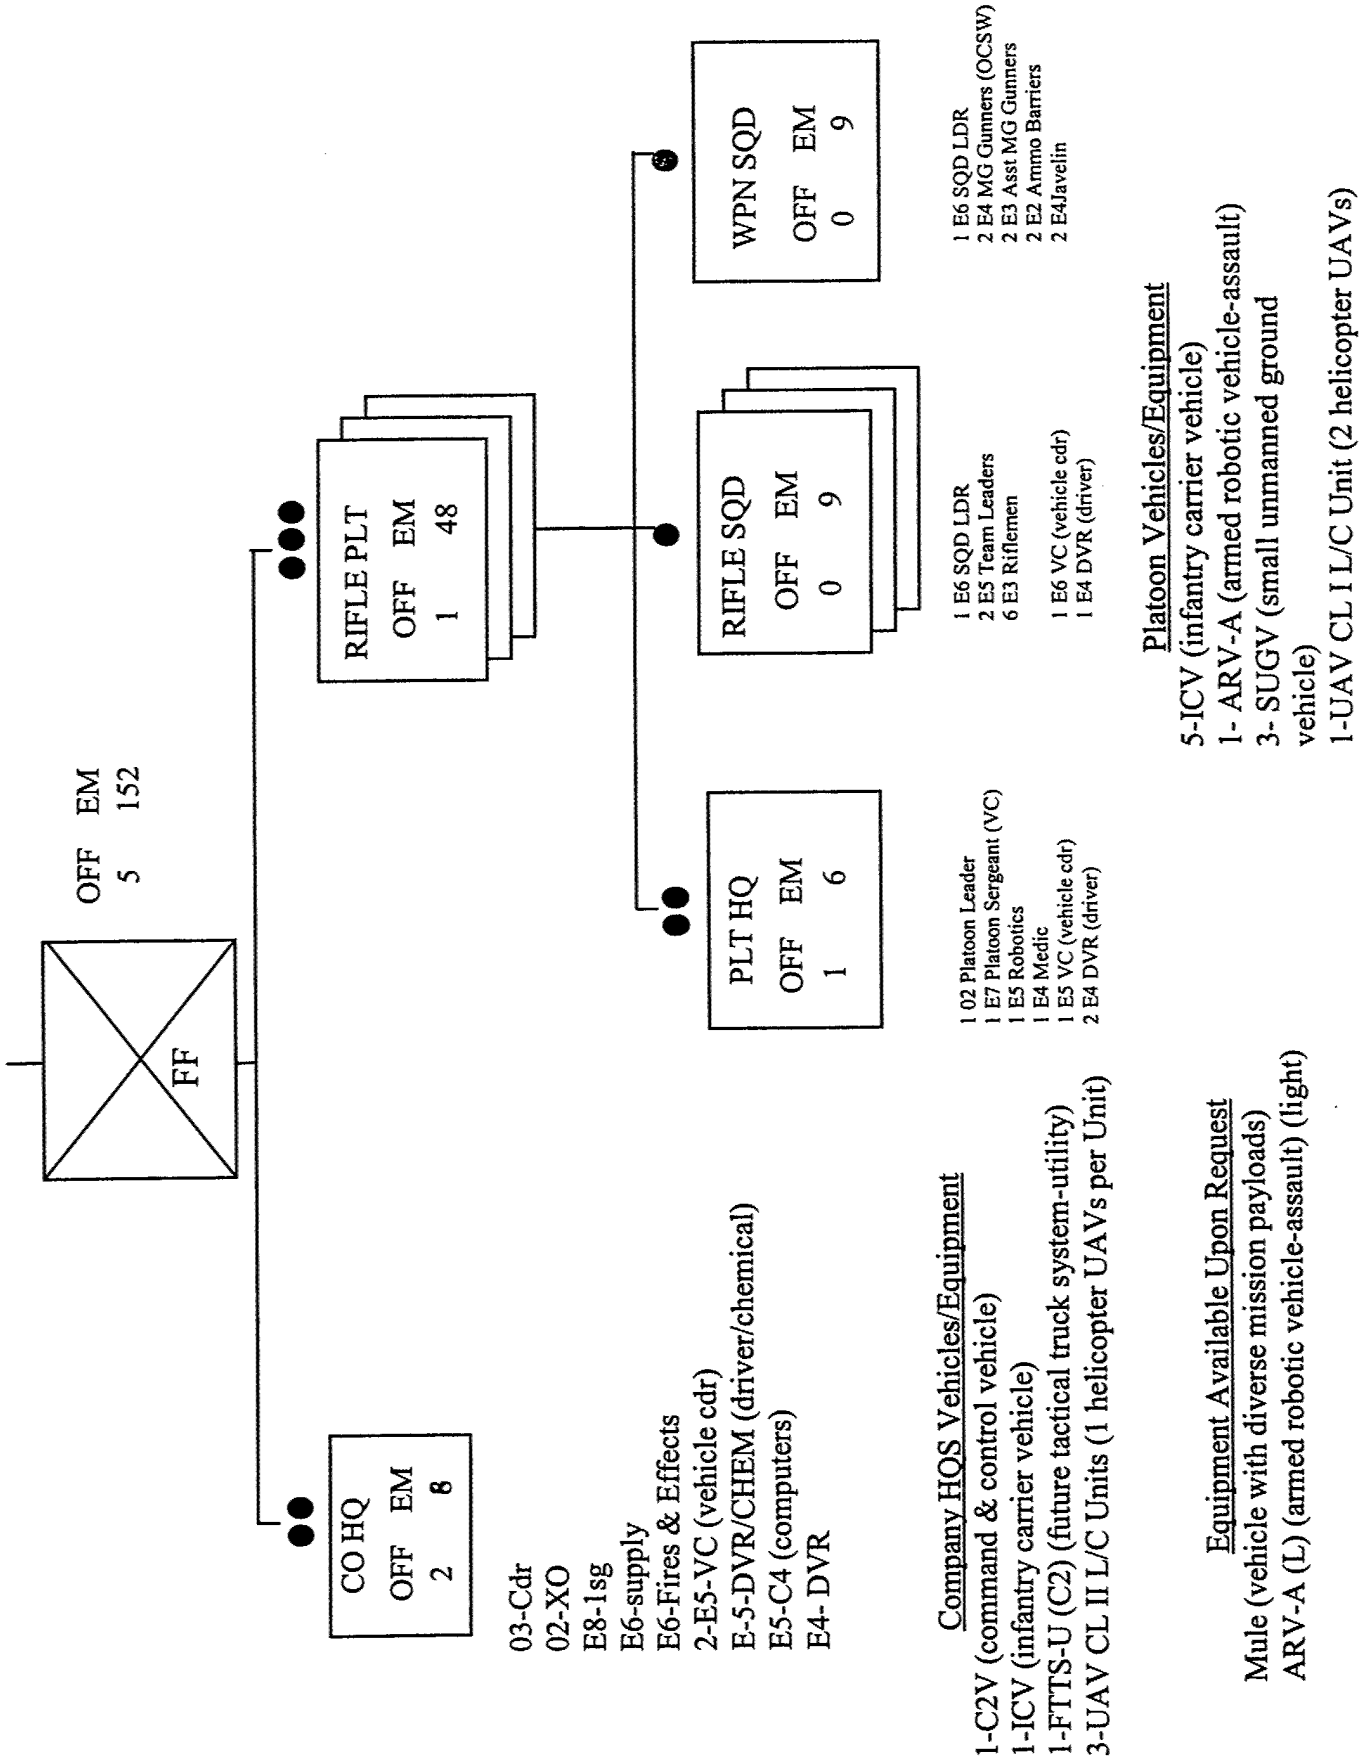 OFF EM
5 152
FF
CO HQ
OFF EM
2 8
03-Cdr
02-XO
E8-1sg
E6-supply
E6-Fires & Effects
2-E5-VC (vehicle cdr)
E-5-DVR/CHEM (driver/chemical)
E5-C4 (computers)
E4- DVR
RIFLE PLT
OFF EM
1 48
PLT HQ
OFF EM
1 6
1 02 Platoon Leader
1 E7 Platoon Sergeant (VC)
1 E5 Robotics
1 E4 Medic
1 E5 VC (vehicle cdr)
2 E4 DVR (driver)
RIFLE SQD
OFF EM
0 9
1 E6 SQD LDR
2 E5 Team Leaders
6 E3 Riflemen
1 E6 VC (vehicle cdr)
1 E4 DVR (driver)
WPN SQD
OFF EM
0 9
1 E6 SQD LDR
2 E4 MG Gunners (OCSW)
2 E3 Asst MG Gunners
2 E2 Ammo Barriers
2 E4Javelin
Company HQS Vehicles/Equipment
1-C2V (command & control vehicle)
1-ICV (infantry carrier vehicle)
1-FTTS-U (C2) (future tactical truck system-utility)
3-UAV CL II L/C Units (1 helicopter UAVs per Unit)
Platoon Vehicles/Equipment
5-ICV (infantry carrier vehicle)
1- ARV-A (armed robotic vehicle-assault)
3- SUGV (small unmanned ground
vehicle)
1-UAV CL I L/C Unit (2 helicopter UAVs)
Equipment Available Upon Request
Mule (vehicle with diverse mission payloads)
ARV-A (L) (armed robotic vehicle-assault) (light)